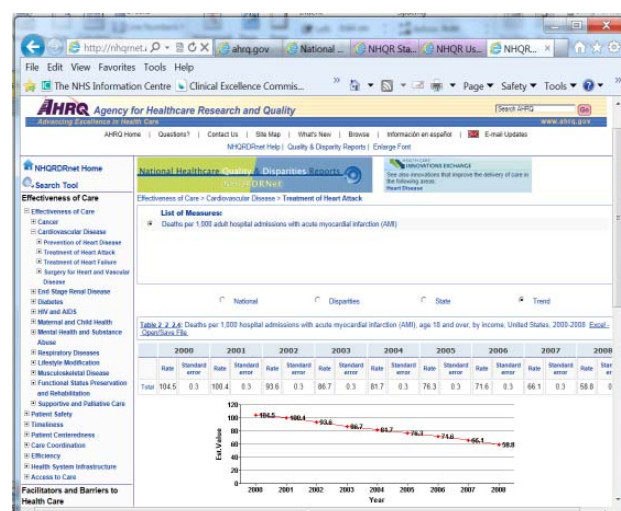 http://nhqrnet.a
ahrq.gov
National ...
NHQR Sta...
NHQR Us...
NHQR...
File Edit View Favorites Tools Help
The NHS Information Centre
Clinical Excellence Commis...
Page Safety Tools
AHRQ Agency for Healthcare Research and Quality
Advancing Excellence in Health Care
Search AHRQ
Go
www.ahrq.gov
AHRQ Home | Questions? | Contact Us | Site Map | What's New | Browse | Información en español | E-mail Updates
NHQRDRnet Help | Quality & Disparity Reports | Enlarge Font
NHQRDRnet Home
Search Tool
Effectiveness of Care
Effectiveness of Care
Cancer
Cardiovascular Disease
Prevention of Heart Disease
Treatment of Heart Attack
Treatment of Heart Failure
Surgery for Heart and Vascular
Disease
End Stage Renal Disease
Diabetes
HIV and AIDS
Maternal and Child Health
Mental Health and Substance
Abuse
Respiratory Diseases
Lifestyle Modification
Musculoskeletal Disease
Functional Status Preservation
and Rehabilitation
Supportive and Palliative Care
Patient Safety
Timeliness
Patient Centeredness
Care Coordination
Efficiency
Health System Infrastructure
Access to Care
Facilitators and Barriers to
Health Care
National Healthcare Quality & Disparities Reports
NHQRDRNET
INNOVATIONS EXCHANGE
See also innovations that improve the delivery of care in
the following areas:
Heart Disease
Effectiveness of Care > Cardiovascular Disease > Treatment of Heart Attack
List of Measures:
Deaths per 1,000 adult hospital admissions with acute myocardial infarction (AMI)
National Disparities State Trend
Table 2_2_2.4: Deaths per 1,000 hospital admissions with acute myocardial infarction (AMI), age 18 and over, by income, United States, 2000-2008 Excel -
Open/Save File
2000 2001 2002 2003 2004 2005 2006 2007 2008
Rate Standard error Rate Standard error Rate Standard error Rate Standard error Rate Standard error Rate Standard error Rate Standard error Rate Standard error Rate
Total 104.5 0.3 100.4 0.3 93.6 0.3 86.7 0.3 81.7 0.3 76.3 0.3 71.6 0.3 66.1 0.3 58.8
120
100
80
60
40
20
0
Est.Value
104.5 100.4 93.6 86.7 81.7 76.3 71.6 66.1 58.8
2000 2001 2002 2003 2004 2005 2006 2007 2008
Year